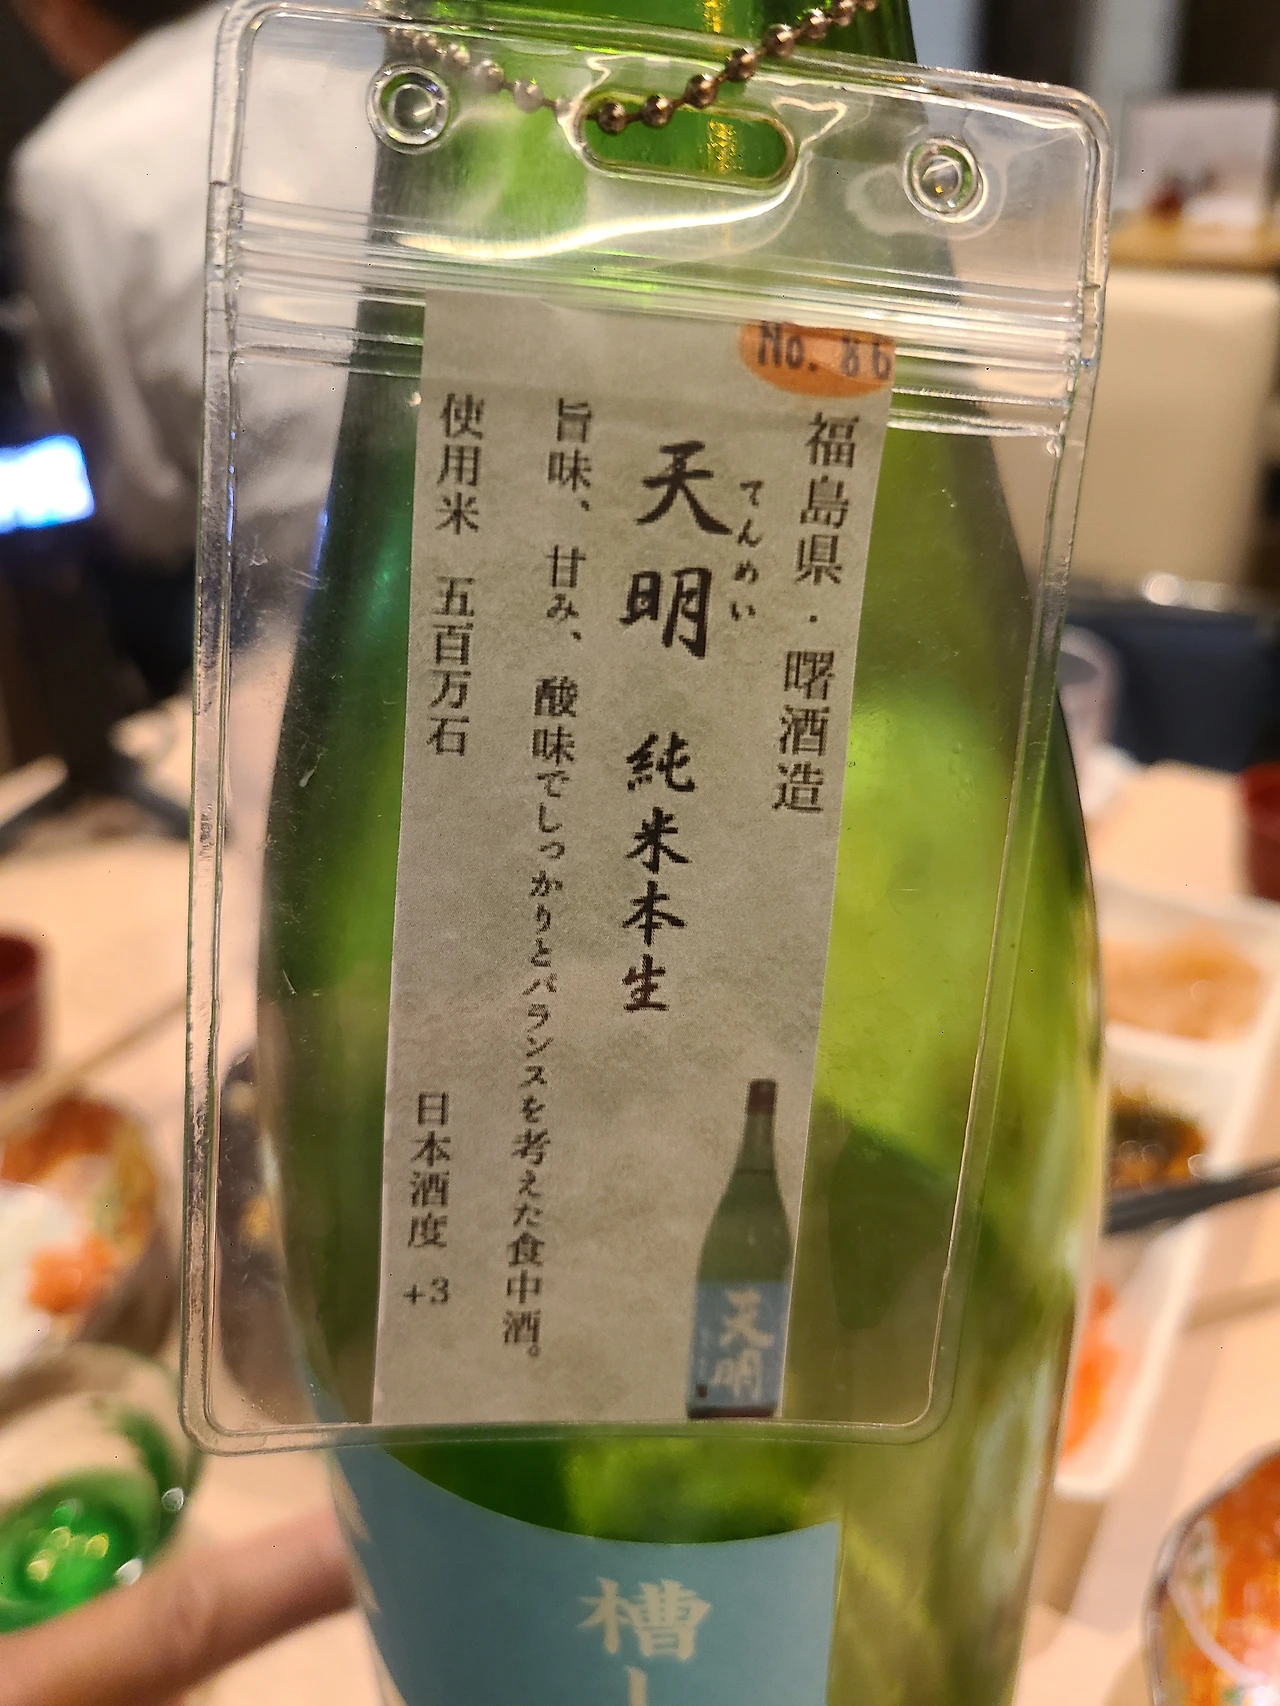 No. 86
福島県・曙酒造
てんめい
天明 純米本生
旨味、甘み、酸味でしっかりとバランスを考えた食中酒。
使用米 五百万石 日本酒度 +3
天明
槽し